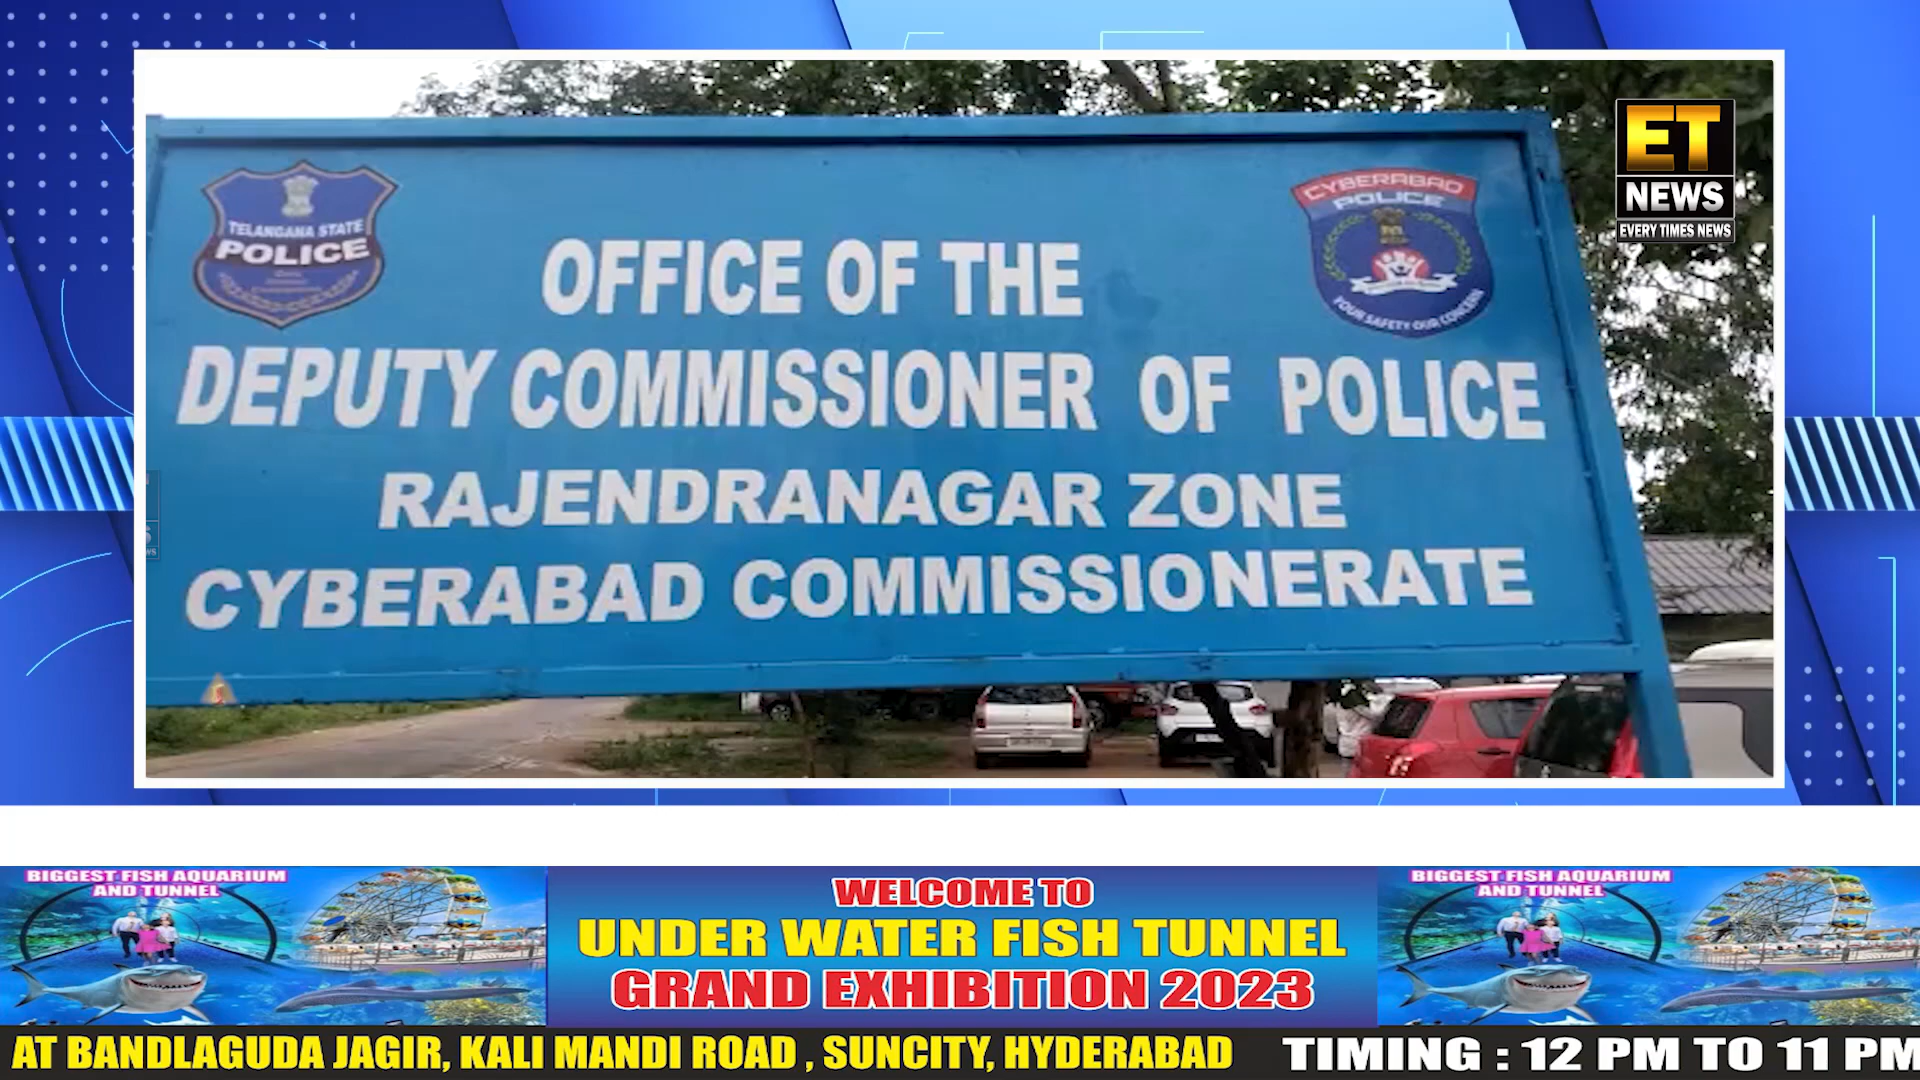 ET
NEWS
EVERY TIMES NEWS
TELANGANA STATE
POLICE
CYBERABAD
POLICE
YOUR SAFETY OUR CONCERN
OFFICE OF THE
DEPUTY COMMISSIONER OF POLICE
RAJENDRANAGAR ZONE
CYBERABAD COMMISSIONERATE
BIGGEST FISH AQUARIUM
AND TUNNEL
WELCOME TO
UNDER WATER FISH TUNNEL
GRAND EXHIBITION 2023
BIGGEST FISH AQUARIUM
AND TUNNEL
AT BANDLAGUDA JAGIR, KALI MANDI ROAD , SUNCITY, HYDERABAD TIMING : 12 PM TO 11 PM